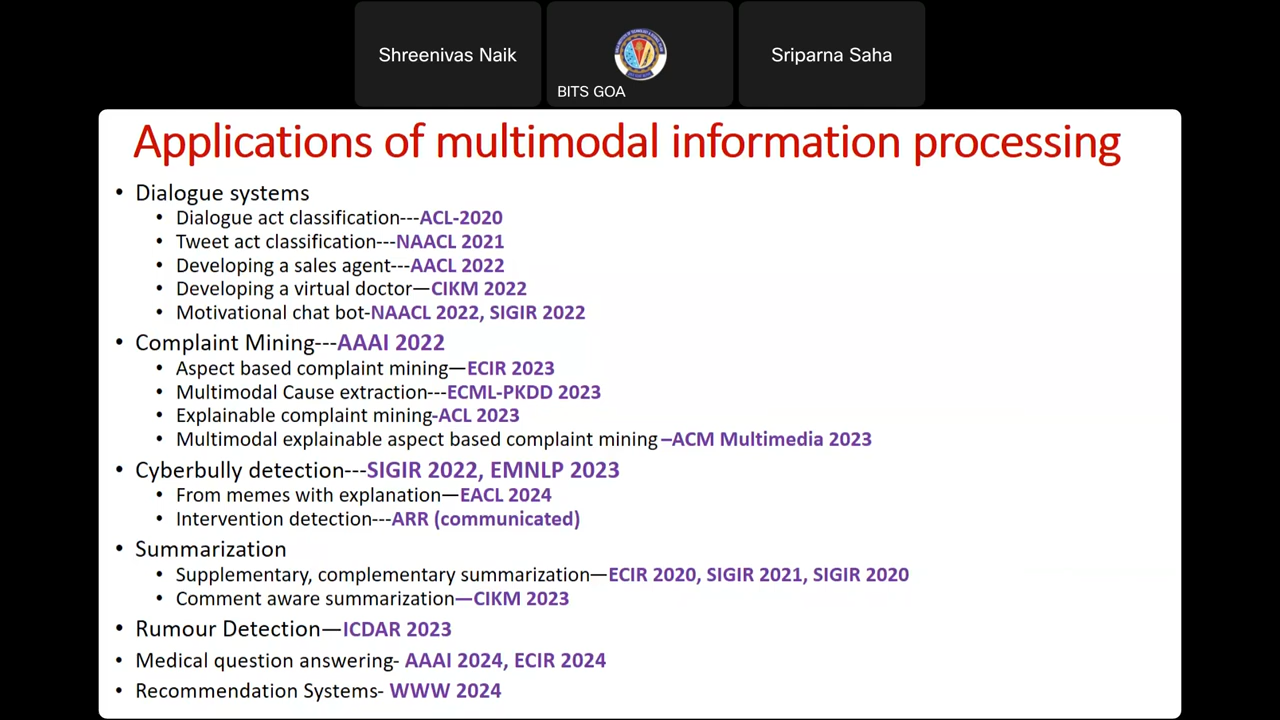 Shreenivas Naik
BITS GOA
Sriparna Saha
Applications of multimodal information processing
• Dialogue systems
• Dialogue act classification---ACL-2020
• Tweet act classification---NAACL 2021
• Developing a sales agent---AACL 2022
• Developing a virtual doctor—CIKM 2022
• Motivational chat bot-NAACL 2022, SIGIR 2022
• Complaint Mining---AAAI 2022
• Aspect based complaint mining—ECIR 2023
• Multimodal Cause extraction---ECML-PKDD 2023
• Explainable complaint mining-ACL 2023
• Multimodal explainable aspect based complaint mining –ACM Multimedia 2023
• Cyberbully detection---SIGIR 2022, EMNLP 2023
• From memes with explanation—EACL 2024
• Intervention detection---ARR (communicated)
• Summarization
• Supplementary, complementary summarization—ECIR 2020, SIGIR 2021, SIGIR 2020
• Comment aware summarization—CIKM 2023
• Rumour Detection—ICDAR 2023
• Medical question answering- AAAI 2024, ECIR 2024
• Recommendation Systems- WWW 2024